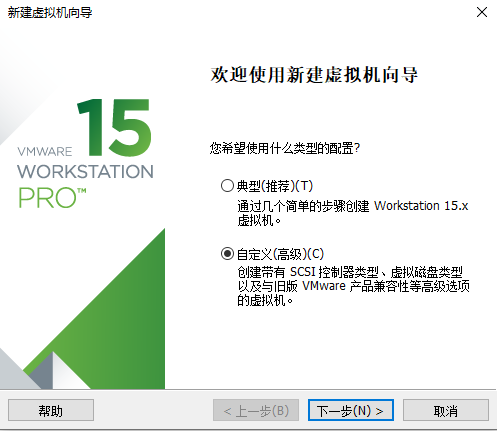 新建虚拟机向导
欢迎使用新建虚拟机向导
15
VMWARE
WORKSTATION
PRO™
您希望使用什么类型的配置?
典型(推荐)(T)
通过几个简单的步骤创建 Workstation 15.x
虚拟机。
自定义(高级)(C)
创建带有 SCSI 控制器类型、虚拟磁盘类型
以及与旧版 VMware 产品兼容性等高级选项
的虚拟机。
帮助
< 上一步(B)
下一步(N) >
取消